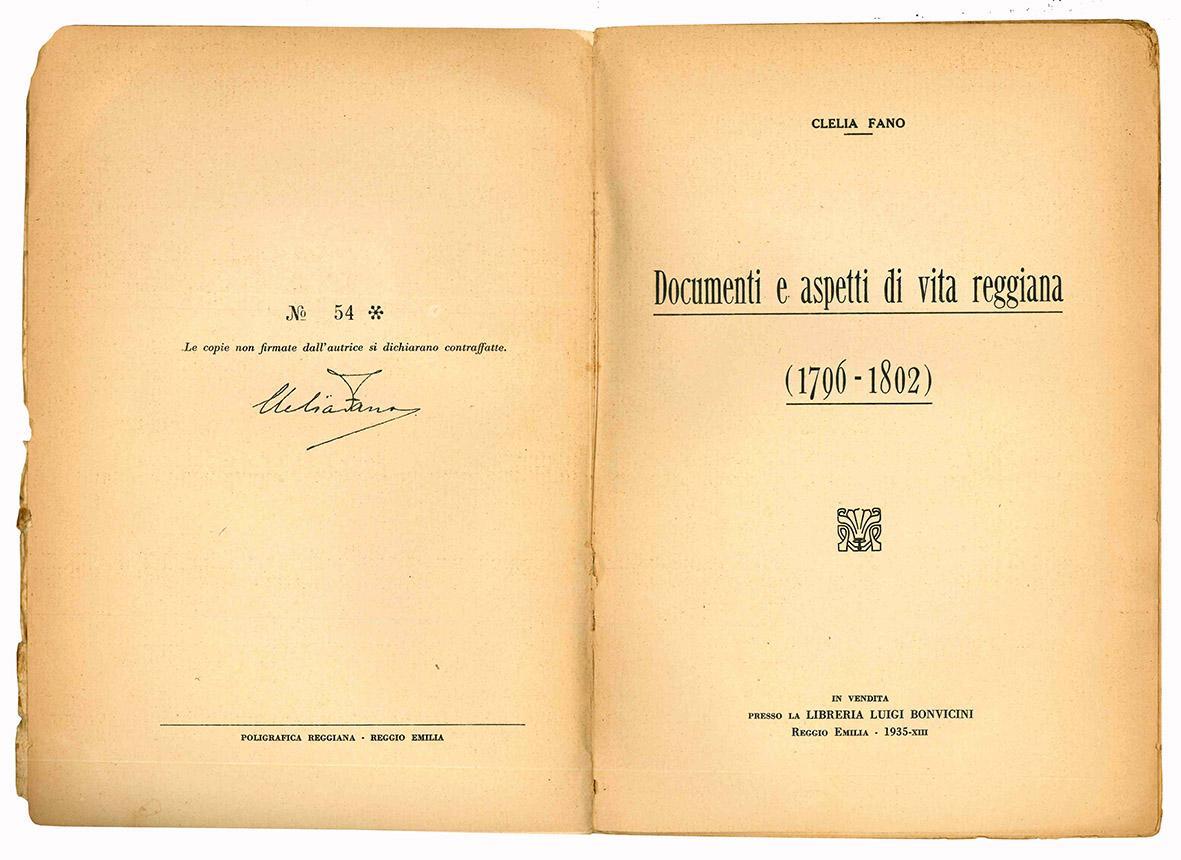 № 54 *
Le copie non firmate dall'autrice si dichiarano contraffatte.
Clelia Fano
POLIGRAFICA REGGIANA - REGGIO EMILIA
CLELIA FANO
Documenti e aspetti di vita reggiana
(1796-1802)
IN VENDITA
PRESSO LA LIBRERIA LUIGI BONVICINI
REGGIO EMILIA - 1935-XIII